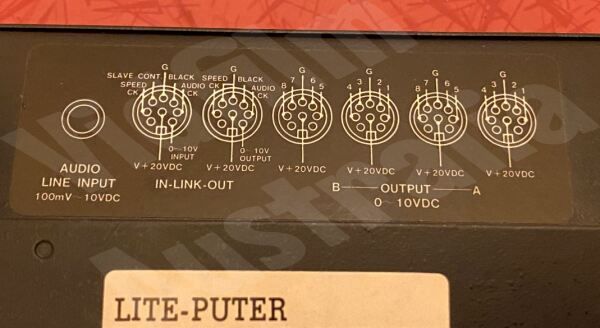 G G G G G G
SLAVE CONT. BLACK SPEED BLACK
SPEED AUDIO CK AUDIO 8 7 6 5 4 3 2 1 8 7 6 5 4 3 2 1
CK CK CK
0~10V INPUT
0~10V OUTPUT
V+20VDC V+20VDC V+20VDC V+20VDC V+20VDC V+20VDC
AUDIO
LINE INPUT
100mV~10VDC
IN-LINK-OUT
B OUTPUT A
0~10VDC
LITE-PUTER
VicSim
Australia